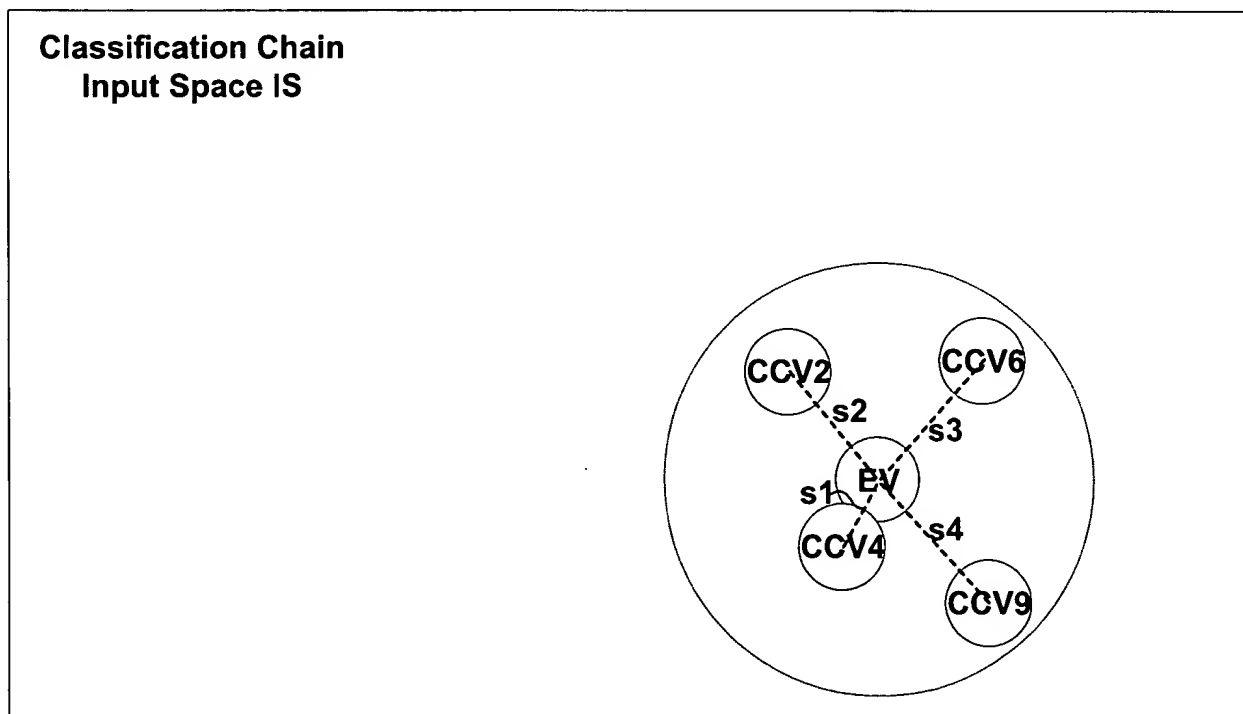 Classification Chain
Input Space IS
CCV2
CCV6
s2
s3
EV
s1
s4
CCV4
CCV9